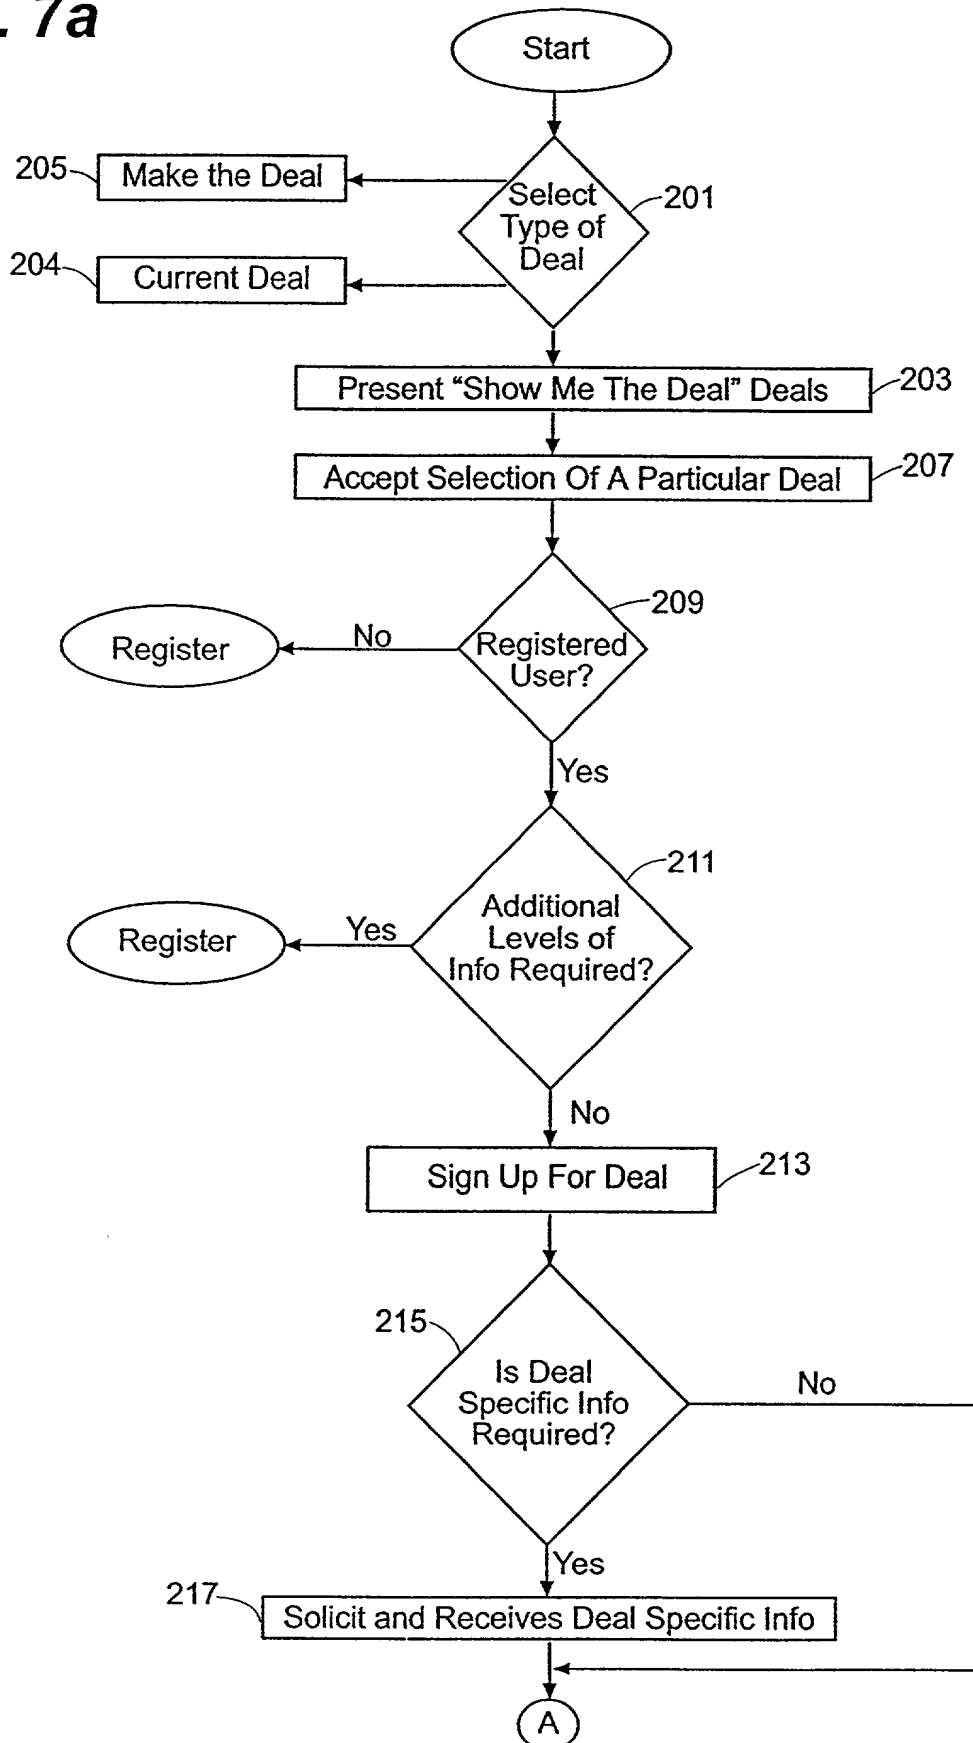 . 7a
Start
205
Make the Deal
Select
Type of
Deal
201
204
Current Deal
Present “Show Me The Deal” Deals
203
Accept Selection Of A Particular Deal
207
209
Register
No
Registered
User?
Yes
211
Register
Yes
Additional
Levels of
Info Required?
No
Sign Up For Deal
213
215
Is Deal
Specific Info
Required?
No
Yes
217
Solicit and Receives Deal Specific Info
A